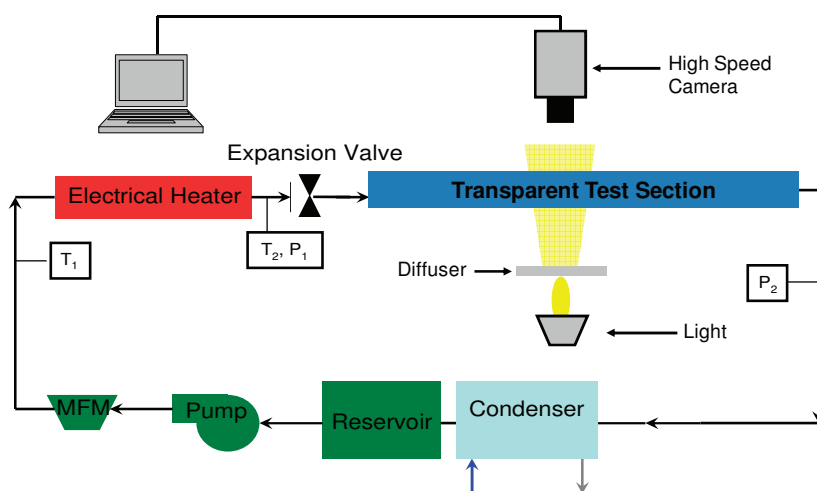 High Speed
Camera
Expansion Valve
Electrical Heater
Transparent Test Section
T1
T2, P1
Diffuser
P2
Light
MFM
Pump
Reservoir
Condenser